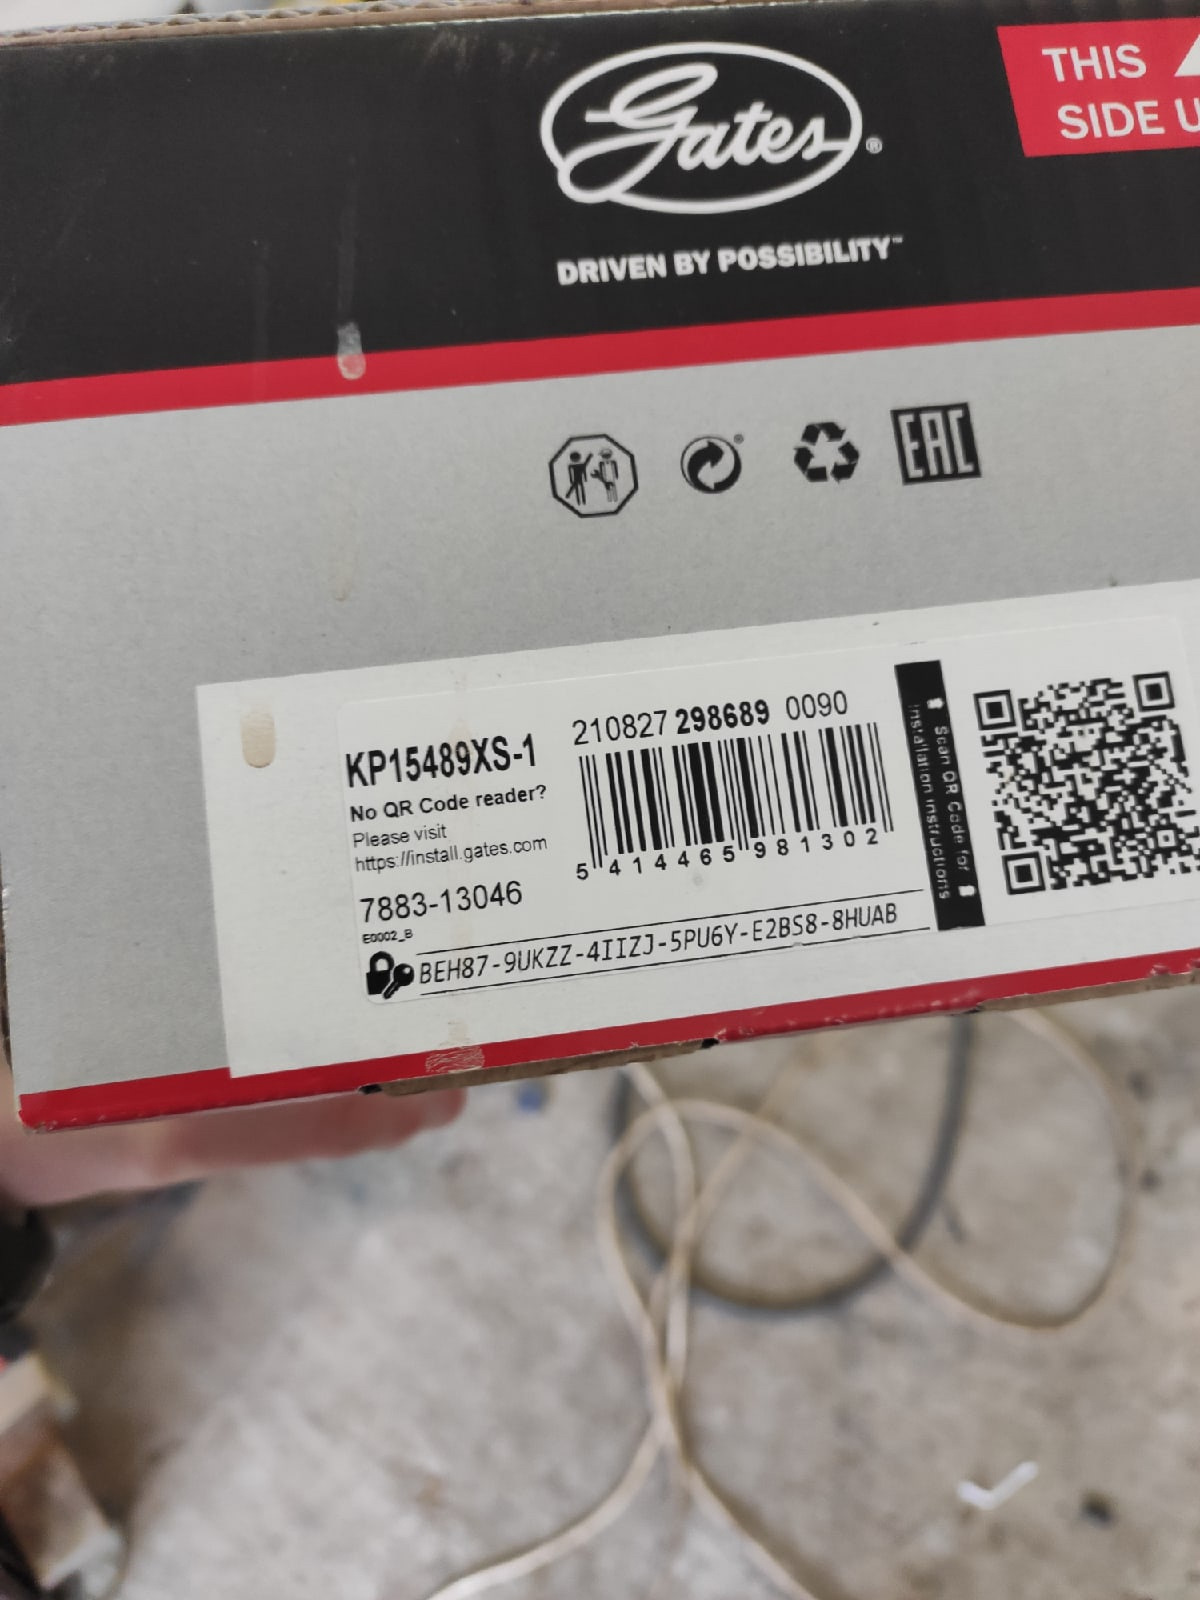 Gates®
DRIVEN BY POSSIBILITY™
THIS
SIDE U
EAC
KP15489XS-1
No QR Code reader?
Please visit
https://install.gates.com
7883-13046
E0002_B
210827 298689 0090
5 414465 981302
BEH87-9UKZZ-4IIZJ-5PU6Y-E2BS8-8HUAB
Scan QR Code for
installation instructions